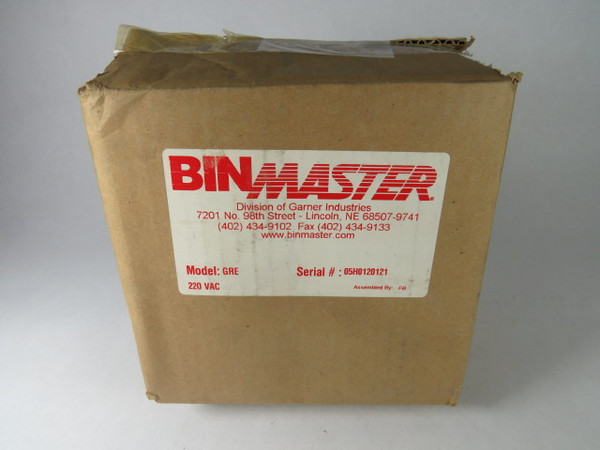 BINMASTER
Division of Garner Industries
7201 No. 98th Street - Lincoln, NE 68507-9741
(402) 434-9102 Fax (402) 434-9133
www.binmaster.com
Model: GRE Serial # : 05H0120121
220 VAC Assembled By: